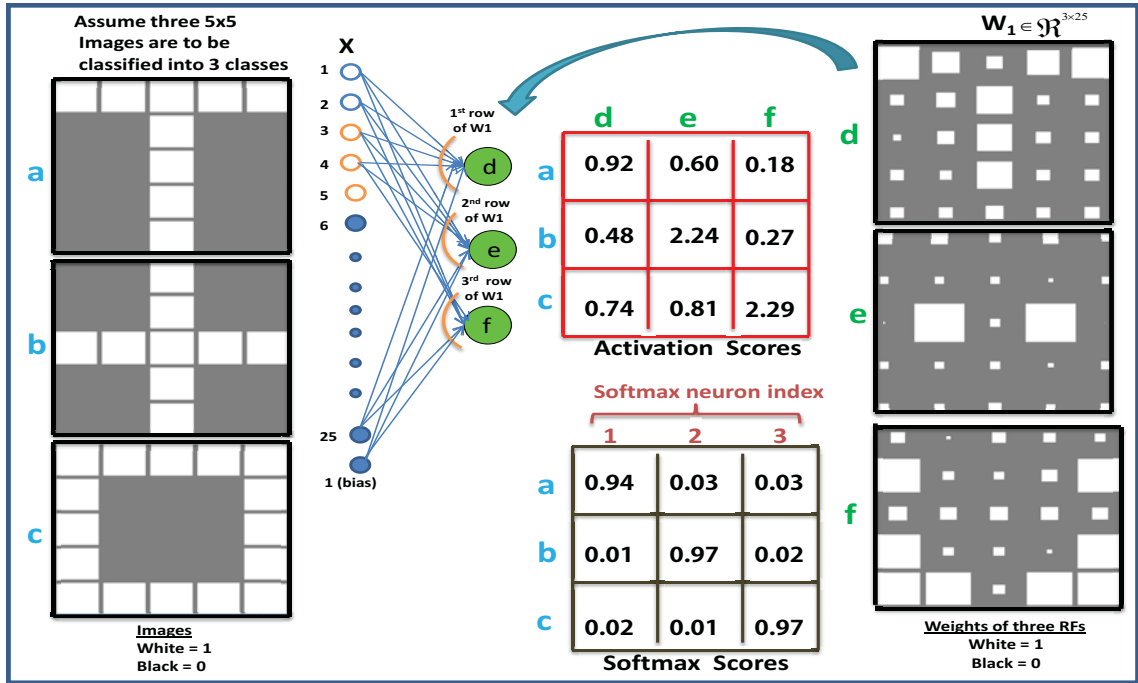 Assume three 5x5
Images are to be
classified into 3 classes
a
b
c
Images
White = 1
Black = 0
X
1
2
3
4
5
6
25
1 (bias)
1st row
of W1
d
2nd row
of W1
e
3rd row
of W1
f
d e f
a 0.92 0.60 0.18
b 0.48 2.24 0.27
c 0.74 0.81 2.29
Activation Scores
Softmax neuron index
1 2 3
a 0.94 0.03 0.03
b 0.01 0.97 0.02
c 0.02 0.01 0.97
Softmax Scores
W₁ ∈ ℜ³ˣ²⁵
d
e
f
Weights of three RFs
White = 1
Black = 0